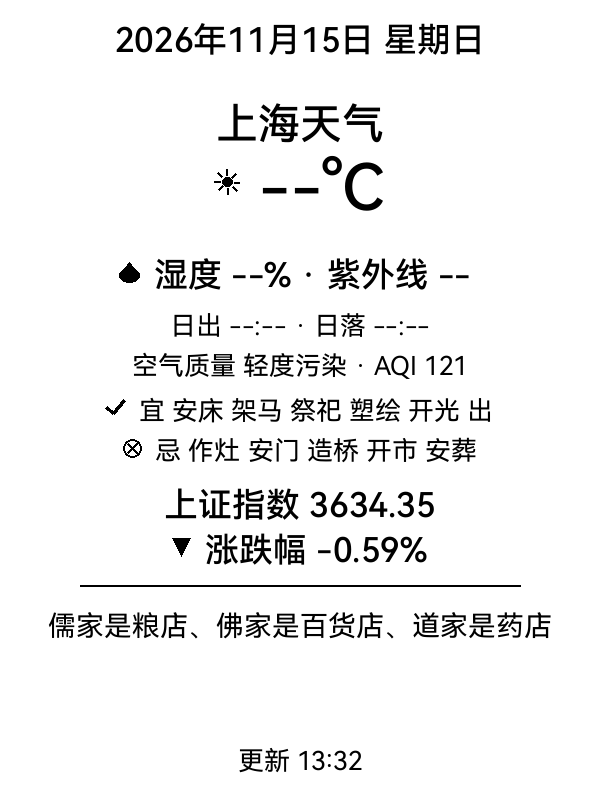 2026年11月15日 星期日
上海天气
--°C
湿度 --% · 紫外线 --
日出 --:-- · 日落 --:--
空气质量 轻度污染 · AQI 121
宜 安床 架马 祭祀 塑绘 开光 出
忌 作灶 安门 造桥 开市 安葬
上证指数 3634.35
▼ 涨跌幅 -0.59%
儒家是粮店、佛家是百货店、道家是药店
更新 13:32